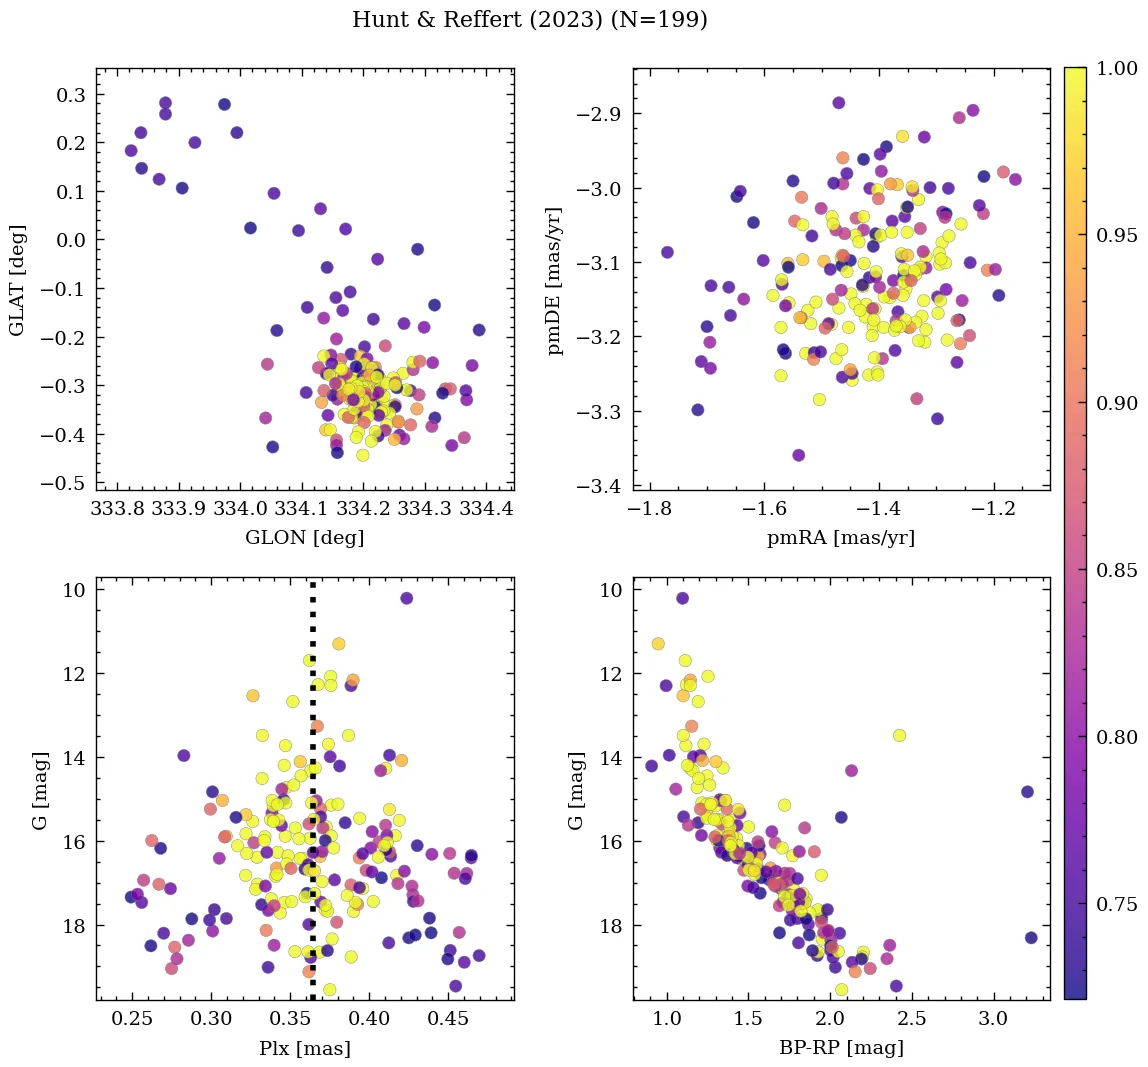 Hunt & Reffert (2023) (N=199)
0.3
0.2
0.1
0.0
−0.1
−0.2
−0.3
−0.4
−0.5
GLAT [deg]
333.8 333.9 334.0 334.1 334.2 334.3 334.4
GLON [deg]
−2.9
−3.0
−3.1
−3.2
−3.3
−3.4
pmDE [mas/yr]
−1.8 −1.6 −1.4 −1.2
pmRA [mas/yr]
1.00
0.95
0.90
0.85
0.80
0.75
10
12
14
16
18
G [mag]
0.25 0.30 0.35 0.40 0.45
Plx [mas]
10
12
14
16
18
G [mag]
1.0 1.5 2.0 2.5 3.0
BP-RP [mag]